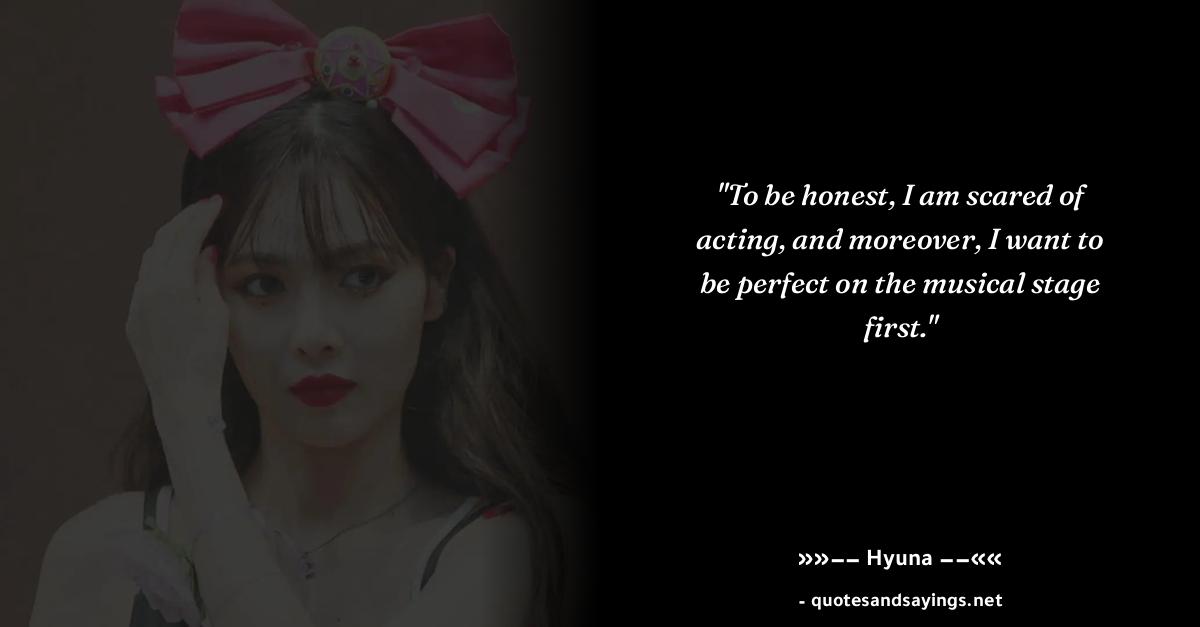 "To be honest, I am scared of
acting, and moreover, I want to
be perfect on the musical stage
first."
»»−− Hyuna −−««
- quotesandsayings.net